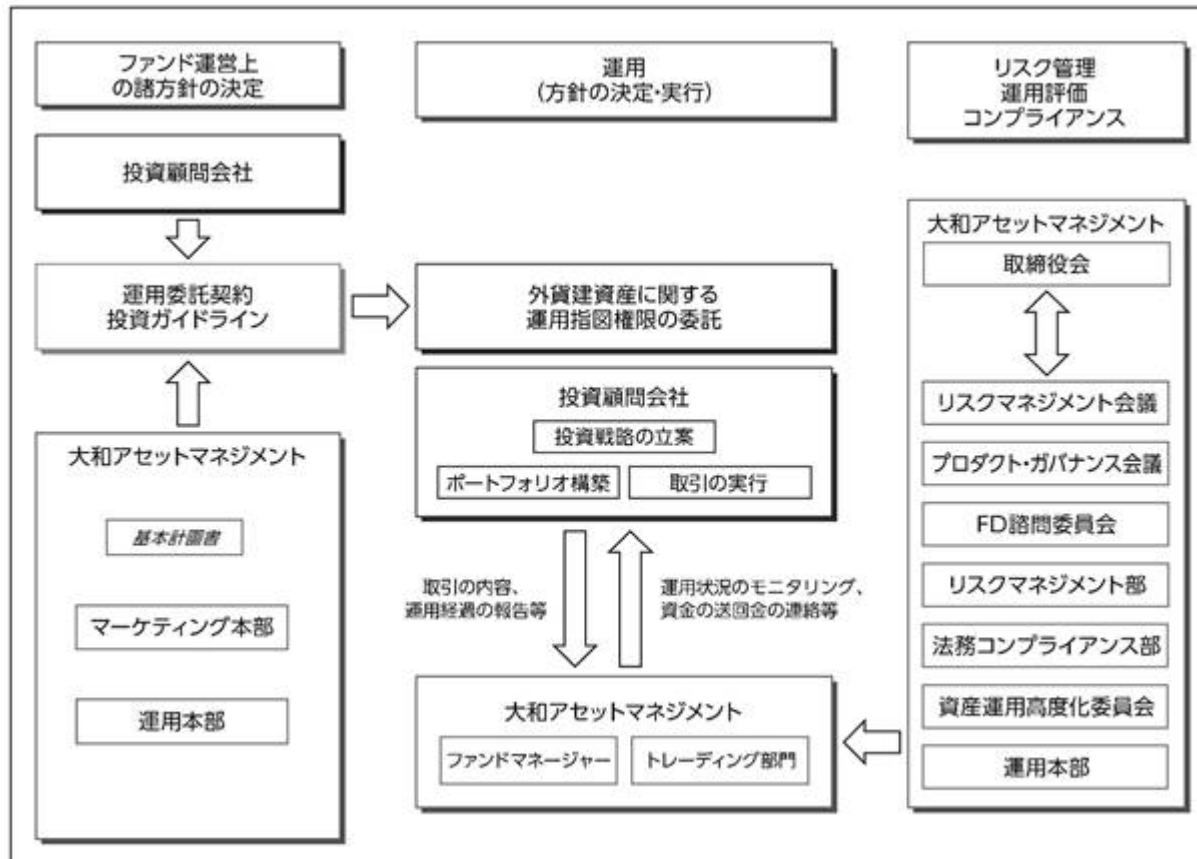 ファンド運営上
の諸方針の決定
投資顧問会社
運用委託契約
投資ガイドライン
大和アセットマネジメント
基本計画書
マーケティング本部
運用本部
運用
(方針の決定・実行)
外貨建資産に関する
運用指図権限の委託
投資顧問会社
投資戦略の立案
ポートフォリオ構築
取引の実行
取引の内容、
運用経過の報告等
運用状況のモニタリング、
資金の送回金の連絡等
大和アセットマネジメント
ファンドマネージャー
トレーディング部門
リスク管理
運用評価
コンプライアンス
大和アセットマネジメント
取締役会
リスクマネジメント会議
プロダクト・ガバナンス会議
FD諮問委員会
リスクマネジメント部
法務コンプライアンス部
資産運用高度化委員会
運用本部